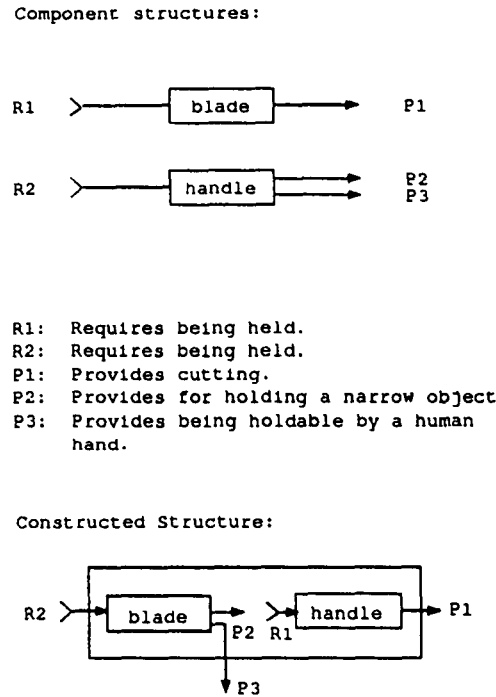 Component structures:
R1 blade P1
R2 handle P2
P3
R1: Requires being held.
R2: Requires being held.
P1: Provides cutting.
P2: Provides for holding a narrow object
P3: Provides being holdable by a human
hand.
Constructed Structure:
R2 blade P2 R1 handle P1
P3